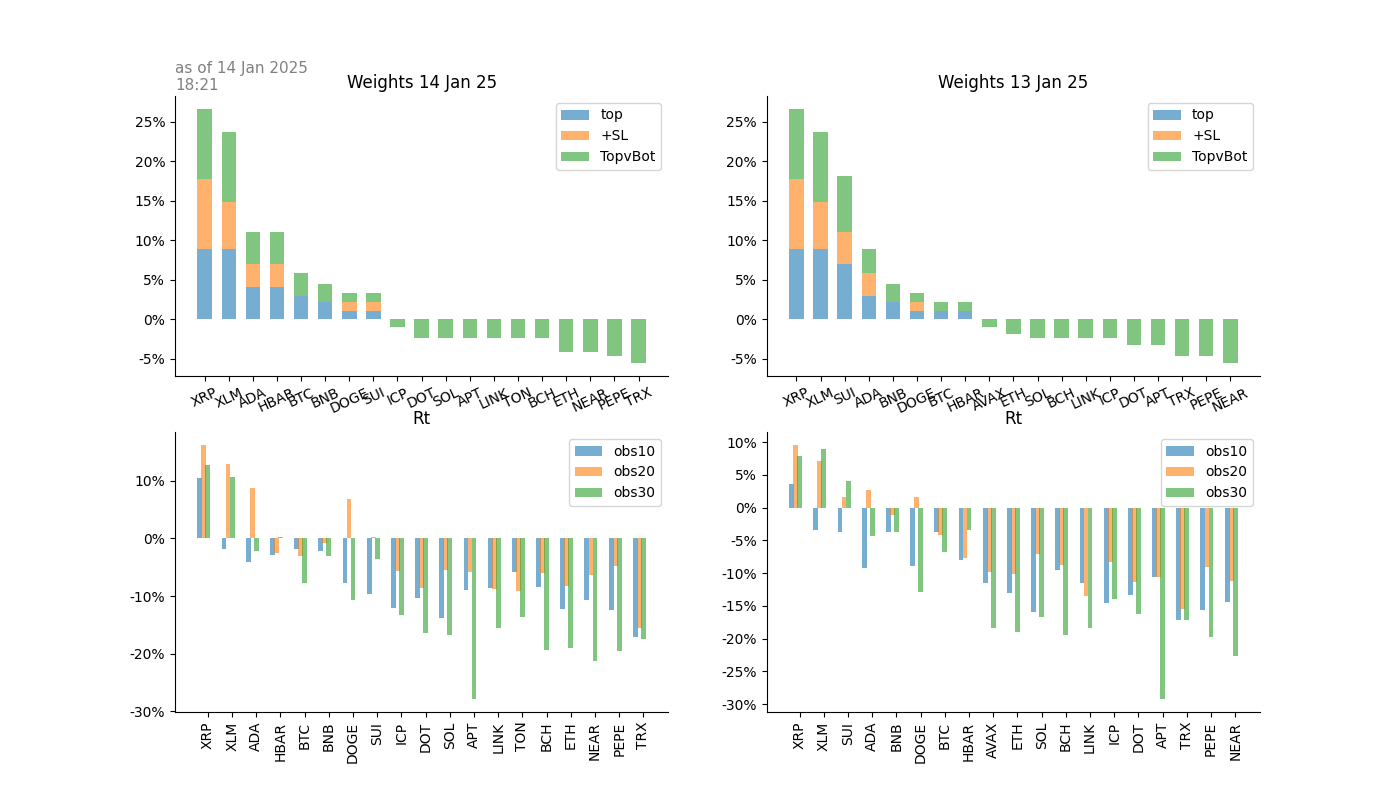 as of 14 Jan 2025
18:21
Weights 14 Jan 25
25%
20%
15%
10%
5%
0%
-5%
top
+SL
TopvBot
XRP XLM ADA HBAR BTC BNB DOGE SUI ICP DOT SOL APT LINK TON BCH ETH NEAR PEPE TRX
Weights 13 Jan 25
25%
20%
15%
10%
5%
0%
-5%
top
+SL
TopvBot
XRP XLM SUI ADA BNB DOGE BTC HBAR AVAX ETH SOL BCH LINK ICP DOT APT TRX PEPE NEAR
Rt
10%
0%
-10%
-20%
-30%
obs10
obs20
obs30
XRP XLM ADA HBAR BTC BNB DOGE SUI ICP DOT SOL APT LINK TON BCH ETH NEAR PEPE TRX
Rt
10%
5%
0%
-5%
-10%
-15%
-20%
-25%
-30%
obs10
obs20
obs30
XRP XLM SUI ADA BNB DOGE BTC HBAR AVAX ETH SOL BCH LINK ICP DOT APT TRX PEPE NEAR